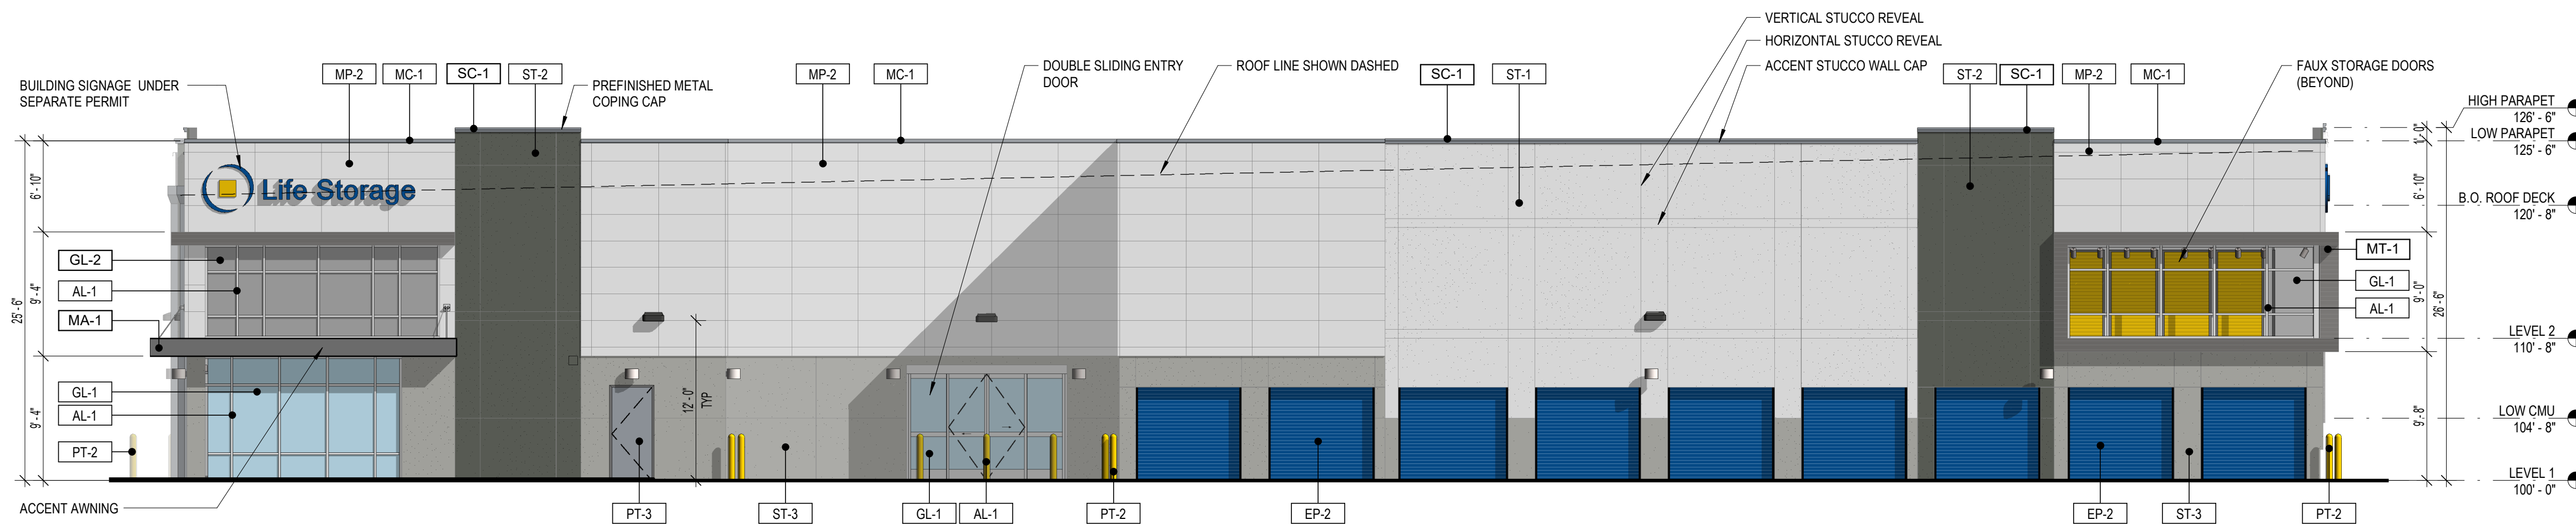 VERTICAL STUCCO REVEAL
HORIZONTAL STUCCO REVEAL
ACCENT STUCCO WALL CAP
BUILDING SIGNAGE UNDER
SEPARATE PERMIT
MP-2
MC-1
SC-1
ST-2
PREFINISHED METAL
COPING CAP
MP-2
MC-1
DOUBLE SLIDING ENTRY
DOOR
ROOF LINE SHOWN DASHED
SC-1
ST-1
ST-2
SC-1
MP-2
MC-1
FAUX STORAGE DOORS
(BEYOND)
HIGH PARAPET
126' - 6"
LOW PARAPET
125' - 6"
B.O. ROOF DECK
120' - 8"
LEVEL 2
110' - 8"
LOW CMU
104' - 8"
LEVEL 1
100' - 0"
Life Storage
25' - 6"
6' - 10"
9' - 4"
9' - 4"
GL-2
AL-1
MA-1
GL-1
AL-1
PT-2
ACCENT AWNING
12' - 0"
TYP
1' - 0"
6' - 10"
9' - 0"
9' - 8"
26' - 6"
MT-1
GL-1
AL-1
PT-3
ST-3
GL-1
AL-1
PT-2
EP-2
EP-2
ST-3
PT-2